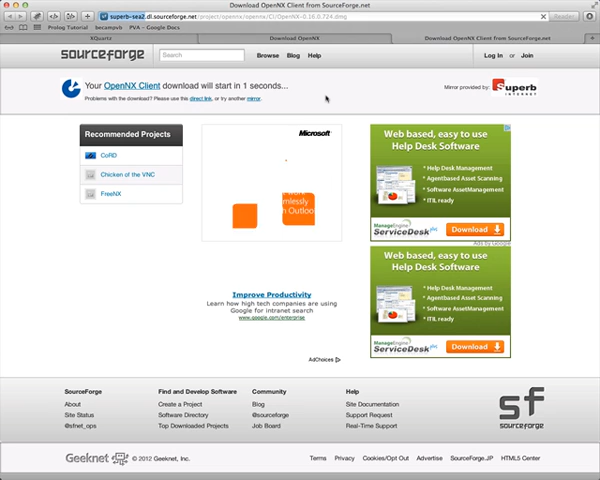 Download OpenNX Client from SourceForge.net
superb-sea2.dl.sourceforge.net/project/opennx/opennx/CI/OpenNX-0.16.0.724.dmg
Reader
Prolog Tutorial
becampvb
PVA – Google Docs
XQuartz
Download OpenNX
Download OpenNX Client from SourceForge.net
sourceforge
Search
Browse
Blog
Help
Log In
or
Join
Your OpenNX Client download will start in 1 seconds...
Problems with the download? Please use this direct link, or try another mirror.
Mirror provided by:
Superb
INTERNET
Recommended Projects
CoRD
Chicken of the VNC
FreeNX
Microsoft
mlessly
h Outlook
Improve Productivity
Learn how high tech companies are using
Google for intranet search
www.google.com/enterprise
AdChoices
Web based, easy to use
Help Desk Software
* Help Desk Management
* Agentbased Asset Scanning
* Software AssetManagement
* ITIL ready
ManageEngine
ServiceDesk
Download
Ads by Google
Web based, easy to use
Help Desk Software
* Help Desk Management
* Agentbased Asset Scanning
* Software AssetManagement
* ITIL ready
ManageEngine
ServiceDesk
Download
SourceForge
About
Site Status
@sfnet_ops
Find and Develop Software
Create a Project
Software Directory
Top Downloaded Projects
Community
Blog
@sourceforge
Job Board
Help
Site Documentation
Support Request
Real-Time Support
sf
sourceforge
Geeknet
© 2012 Geeknet, Inc.
Terms
Privacy
Cookies/Opt Out
Advertise
SourceForge.JP
HTML5 Center